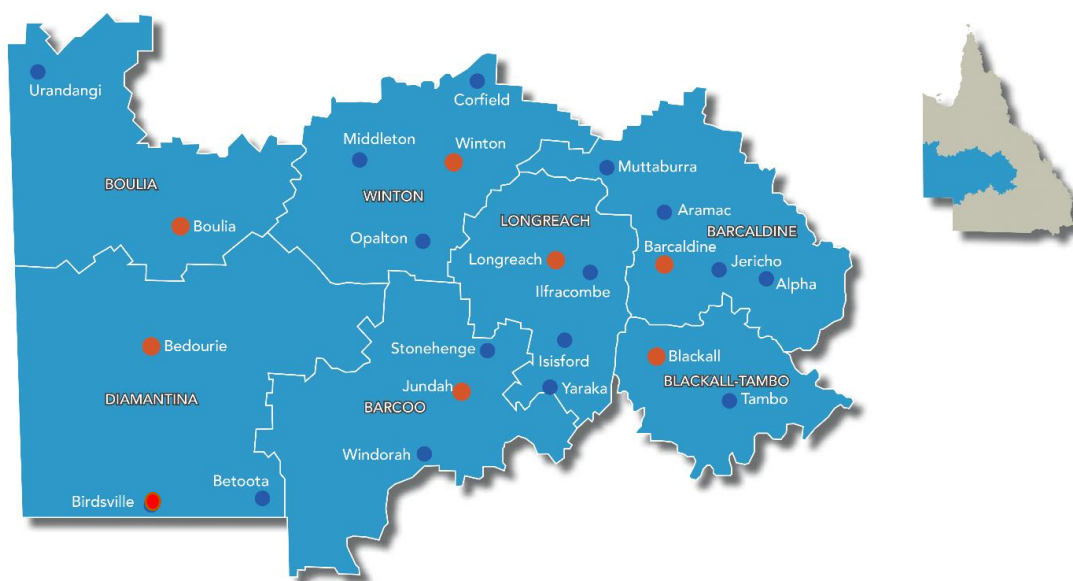 Urandangi
Corfield
Middleton
Winton
Muttaburra
BOULIA
WINTON
LONGREACH
Aramac
BARCALDINE
Boulia
Opalton
Longreach
Barcaldine
Jericho
Ilfracombe
Alpha
Bedourie
Stonehenge
Isisford
Blackall
BLACKALL-TAMBO
Jundah
Yaraka
DIAMANTINA
BARCOO
Tambo
Windorah
Betoota
Birdsville